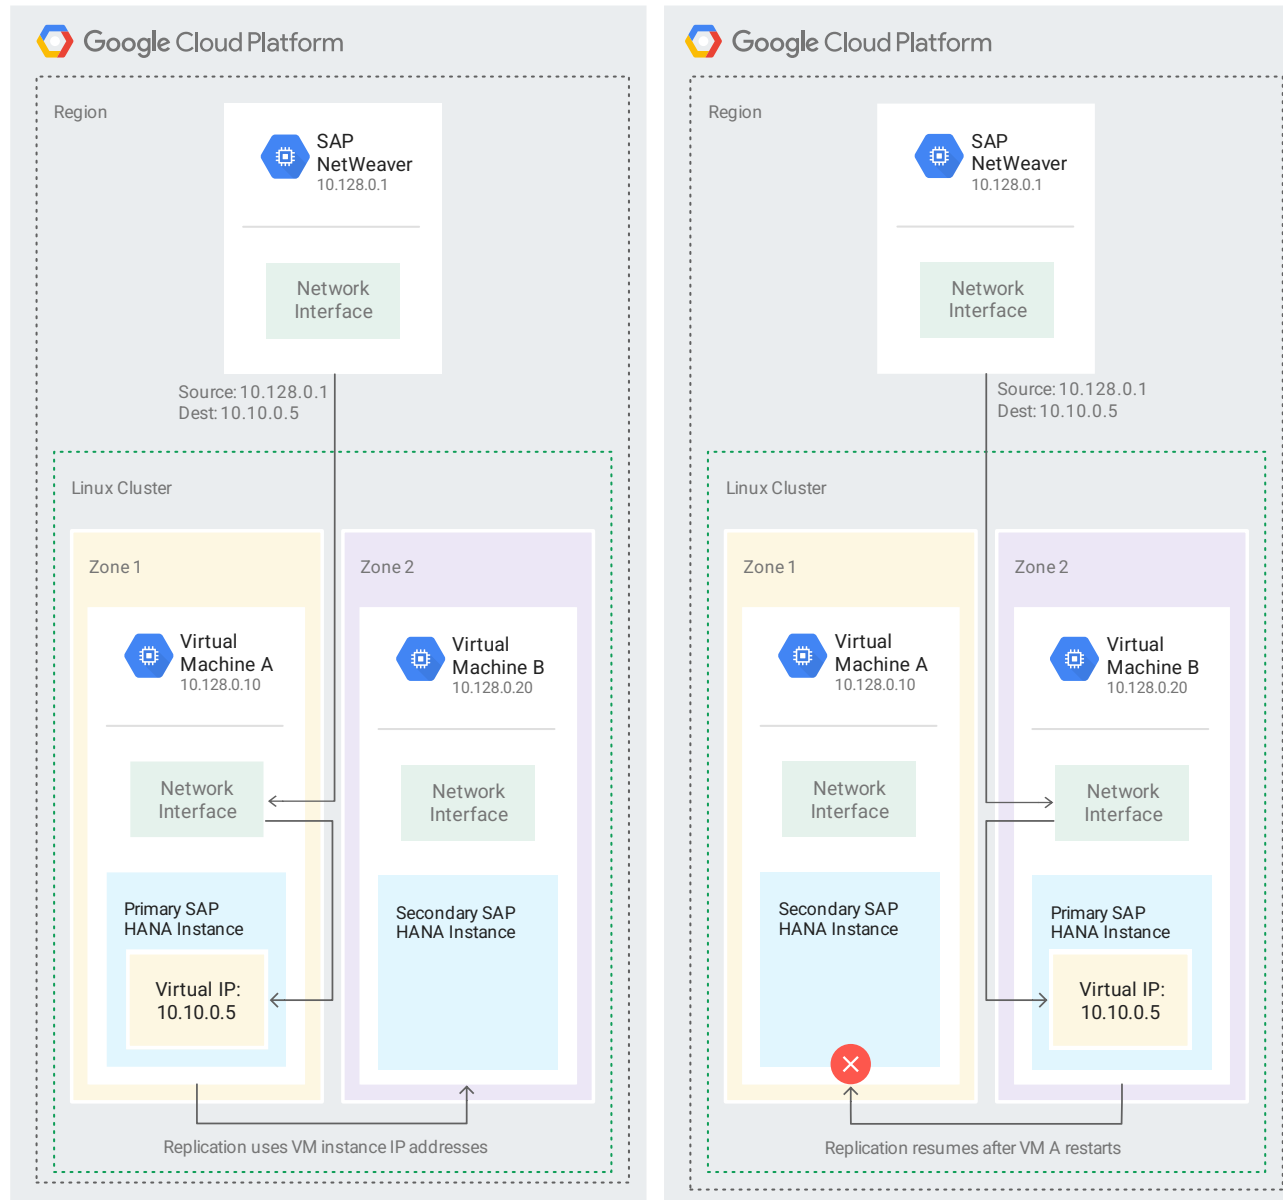 Google Cloud Platform
Region
SAP
NetWeaver
10.128.0.1
Network
Interface
Source: 10.128.0.1
Dest: 10.10.0.5
Linux Cluster
Zone 1
Virtual
Machine A
10.128.0.10
Network
Interface
Primary SAP
HANA Instance
Virtual IP:
10.10.0.5
Zone 2
Virtual
Machine B
10.128.0.20
Network
Interface
Secondary SAP
HANA Instance
Replication uses VM instance IP addresses
Google Cloud Platform
Region
SAP
NetWeaver
10.128.0.1
Network
Interface
Source: 10.128.0.1
Dest: 10.10.0.5
Linux Cluster
Zone 1
Virtual
Machine A
10.128.0.10
Network
Interface
Secondary SAP
HANA Instance
Zone 2
Virtual
Machine B
10.128.0.20
Network
Interface
Primary SAP
HANA Instance
Virtual IP:
10.10.0.5
Replication resumes after VM A restarts